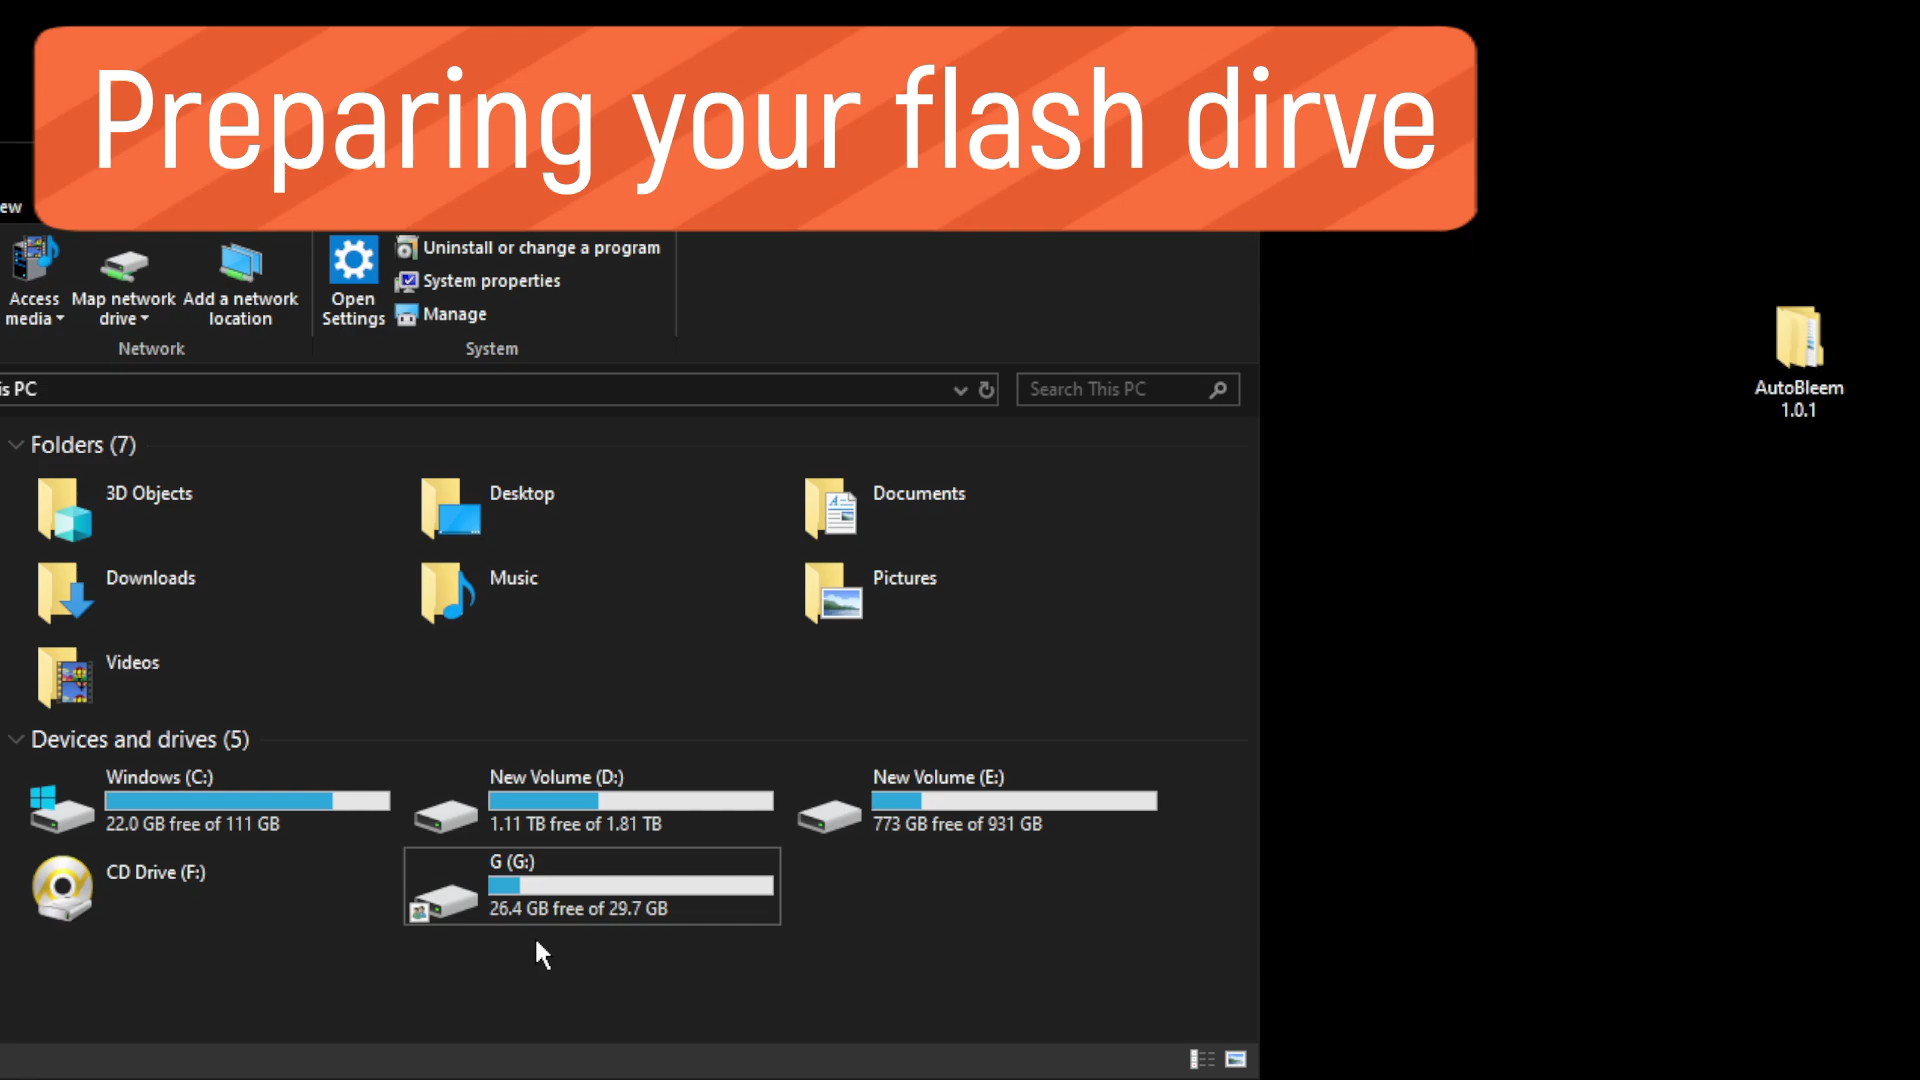 Preparing your flash dirve
ew
Access media
Map network drive
Add a network location
Open Settings
Uninstall or change a program
System properties
Manage
Network
System
is PC
Search This PC
AutoBleem
1.0.1
Folders (7)
3D Objects
Desktop
Documents
Downloads
Music
Pictures
Videos
Devices and drives (5)
Windows (C:)
22.0 GB free of 111 GB
New Volume (D:)
1.11 TB free of 1.81 TB
New Volume (E:)
773 GB free of 931 GB
CD Drive (F:)
G (G:)
26.4 GB free of 29.7 GB